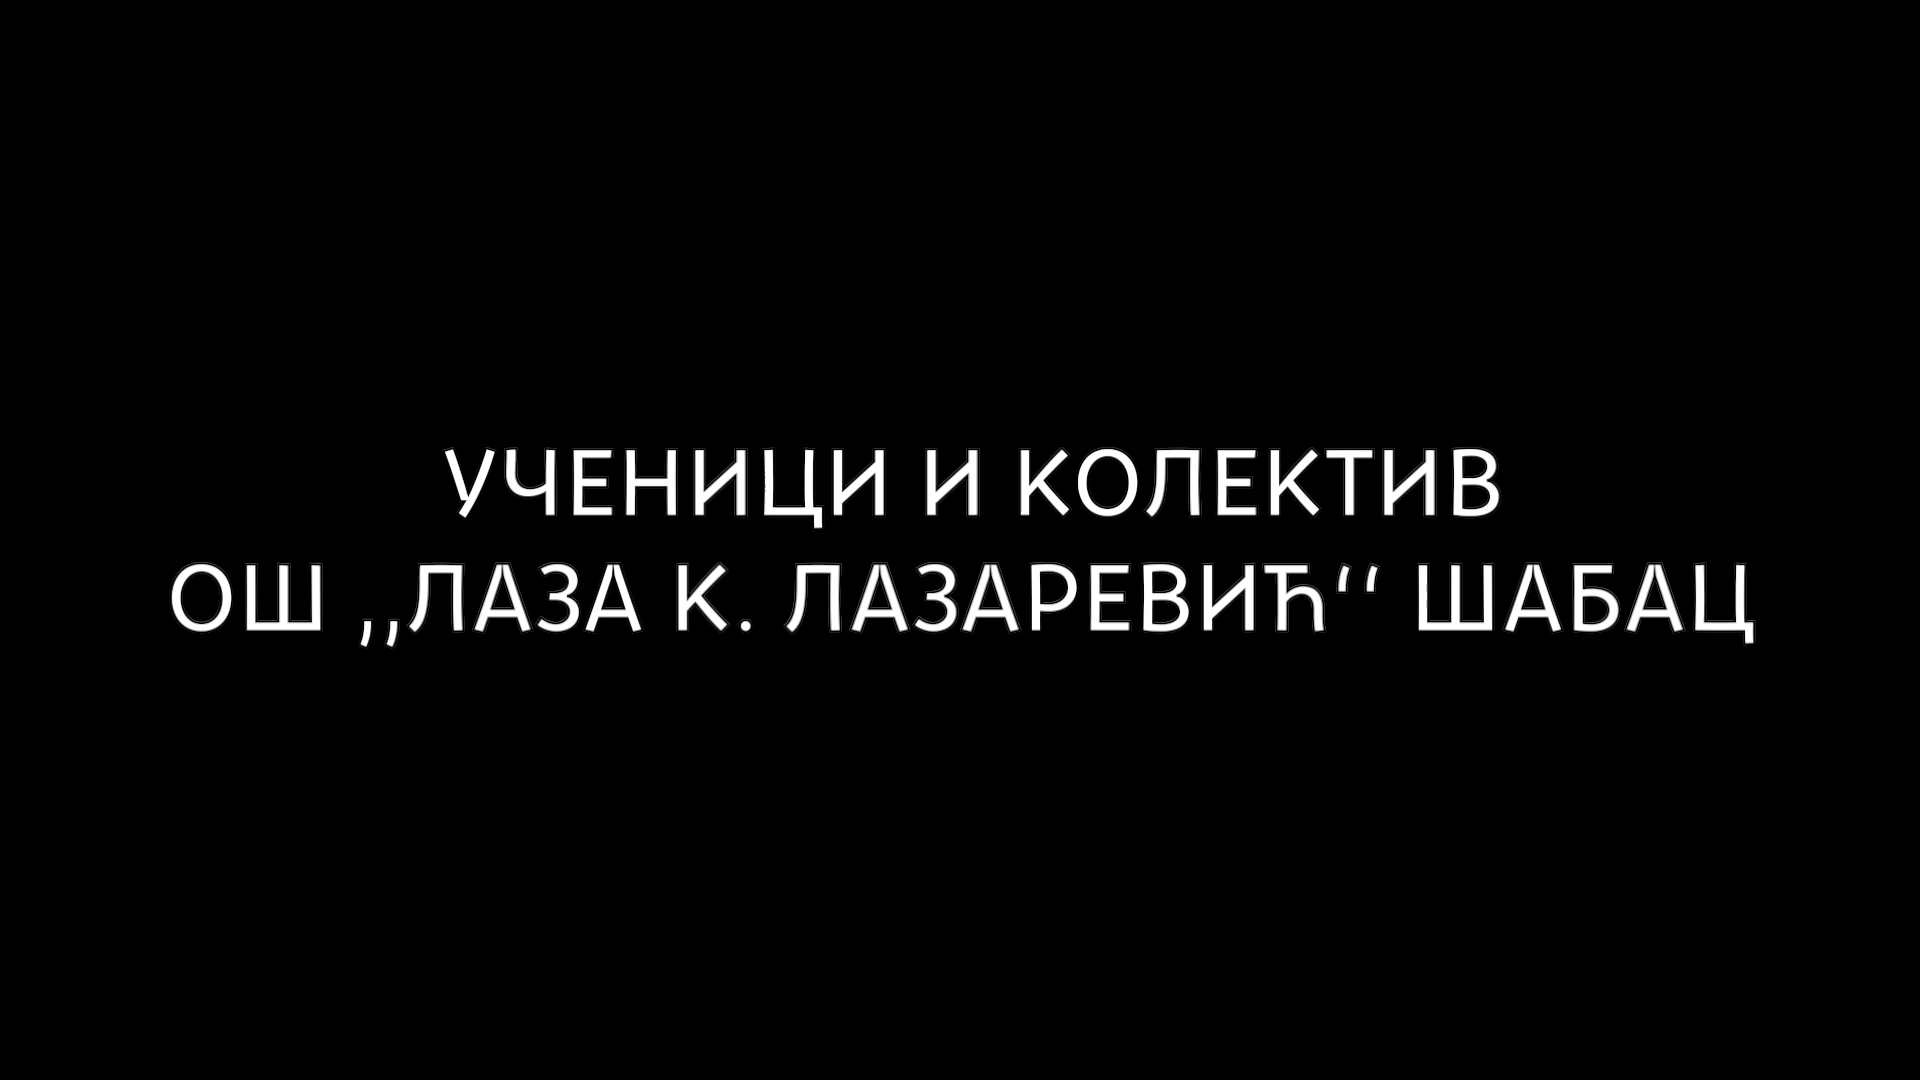 УЧЕНИЦИ И КОЛЕКТИВ
ОШ ,,ЛАЗА К. ЛАЗАРЕВИЋ‘‘ ШАБАЦ